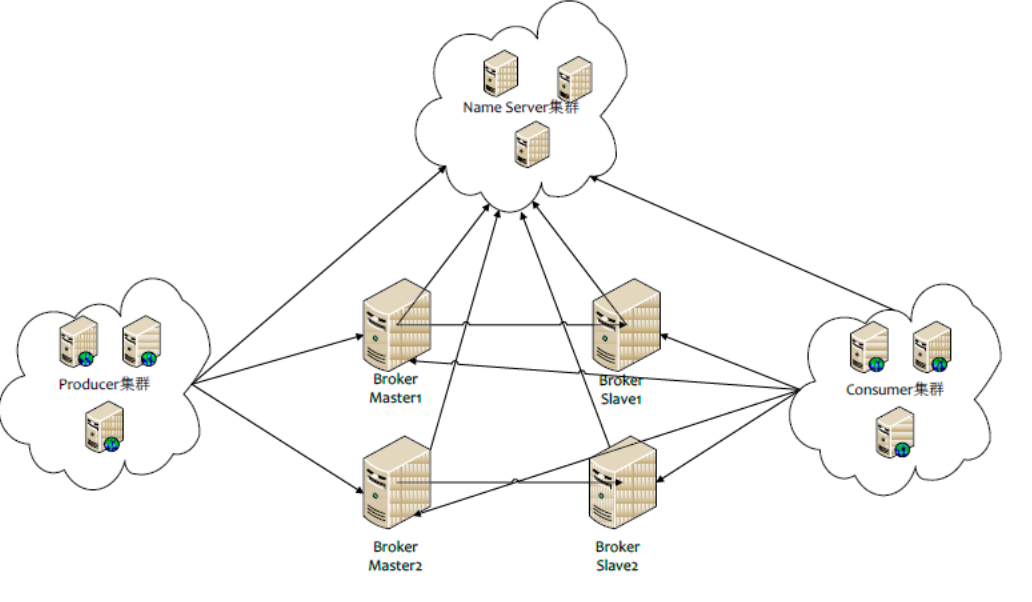 Name Server集群
Producer集群
Broker
Master1
Broker
Slave1
Consumer集群
Broker
Master2
Broker
Slave2